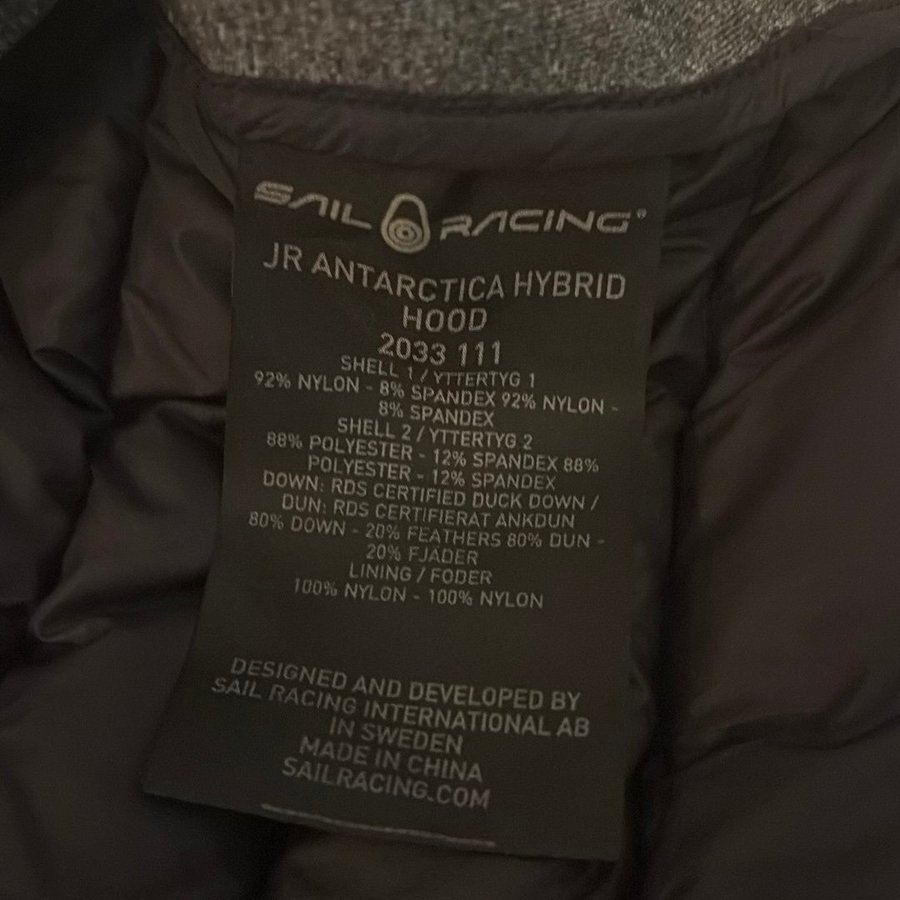 SAIL RACING®
JR ANTARCTICA HYBRID
HOOD
2033 111
SHELL 1 / YTTERTYG 1
92% NYLON - 8% SPANDEX 92% NYLON -
8% SPANDEX
SHELL 2 / YTTERTYG 2
88% POLYESTER - 12% SPANDEX 88%
POLYESTER - 12% SPANDEX
DOWN: RDS CERTIFIED DUCK DOWN /
DUN: RDS CERTIFIERAT ANKDUN
80% DOWN - 20% FEATHERS 80% DUN -
20% FJADER
LINING / FODER
100% NYLON - 100% NYLON
DESIGNED AND DEVELOPED BY
SAIL RACING INTERNATIONAL AB
IN SWEDEN
MADE IN CHINA
SAILRACING.COM